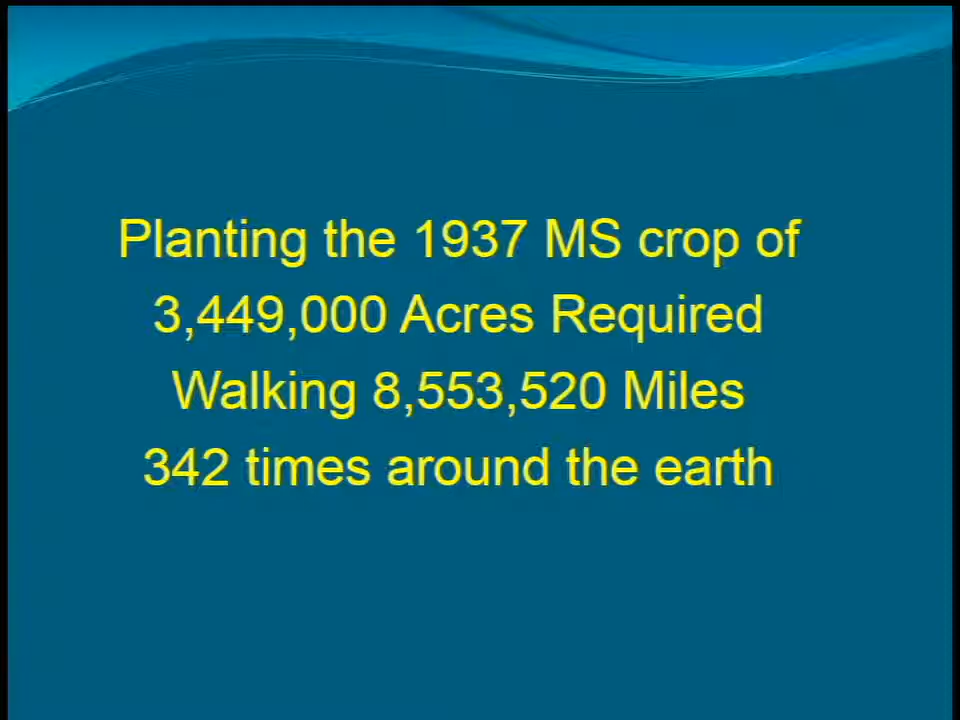 Planting the 1937 MS crop of
3,449,000 Acres Required
Walking 8,553,520 Miles
342 times around the earth